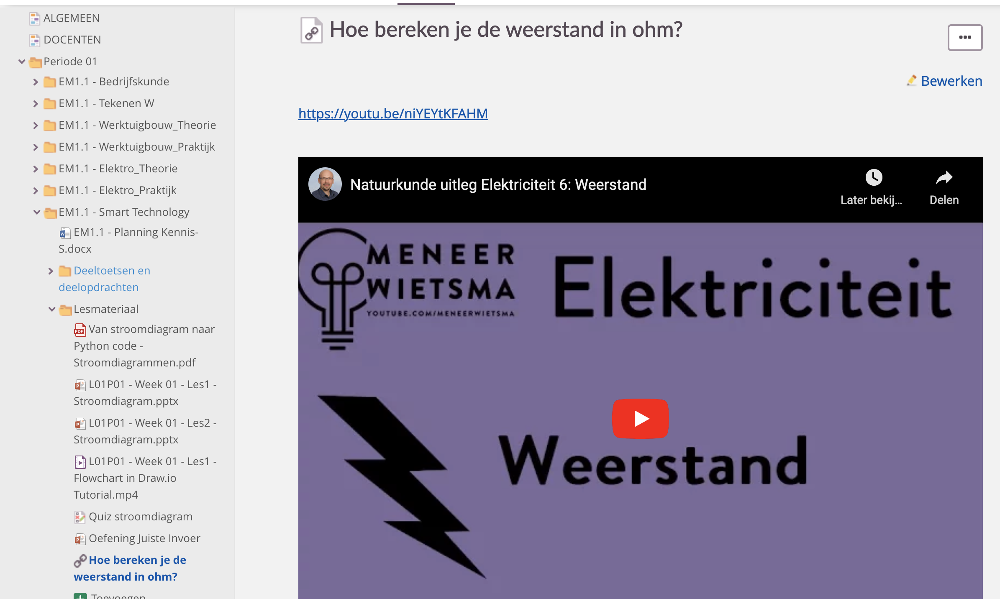 ALGEMEEN
DOCENTEN
Periode 01
EM1.1 - Bedrijfskunde
EM1.1 - Tekenen W
EM1.1 - Werktuigbouw_Theorie
EM1.1 - Werktuigbouw_Praktijk
EM1.1 - Elektro_Theorie
EM1.1 - Elektro_Praktijk
EM1.1 - Smart Technology
EM1.1 - Planning Kennis-
S.docx
Deeltoetsen en
deelopdrachten
Lesmateriaal
Van stroomdiagram naar
Python code -
Stroomdiagrammen.pdf
L01P01 - Week 01 - Les1 -
Stroomdiagram.pptx
L01P01 - Week 01 - Les2 -
Stroomdiagram.pptx
L01P01 - Week 01 - Les1 -
Flowchart in Draw.io
Tutorial.mp4
Quiz stroomdiagram
Oefening Juiste Invoer
Hoe bereken je de
weerstand in ohm?
Toevoegen
Hoe bereken je de weerstand in ohm?
Bewerken
https://youtu.be/niYEYtKFAHM
Natuurkunde uitleg Elektriciteit 6: Weerstand
Later bekij...
Delen
MENEER
WIETSMA
YOUTUBE.COM/MENEERWIETSMA
Elektriciteit
Weerstand